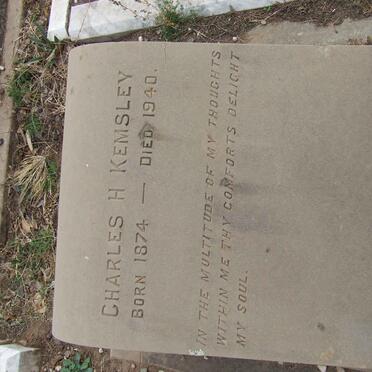 CHARLES H KEMSLEY
BORN 1874 — DIED 1940.
IN THE MULTITUDE OF MY THOUGHTS
WITHIN ME THY COMFORTS DELIGHT
MY SOUL.